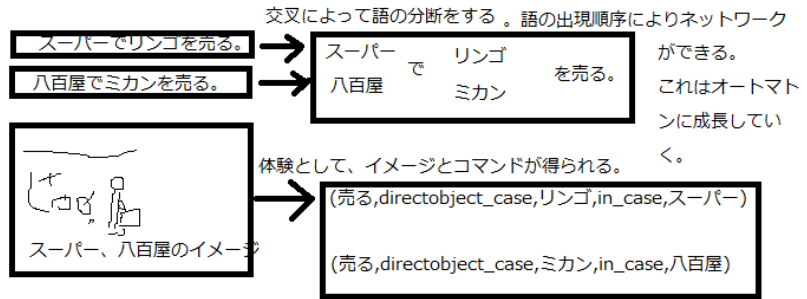 交叉によって語の分断をする。語の出現順序によりネットワーク
ができる。
これはオートマト
ンに成長してい
く。
スーパーでリンゴを売る。
八百屋でミカンを売る。
スーパー
八百屋
で
リンゴ
ミカン
を売る。
体験として、イメージとコマンドが得られる。
スーパー、八百屋のイメージ
(売る,directobject_case,リンゴ,in_case,スーパー)
(売る,directobject_case,ミカン,in_case,八百屋)